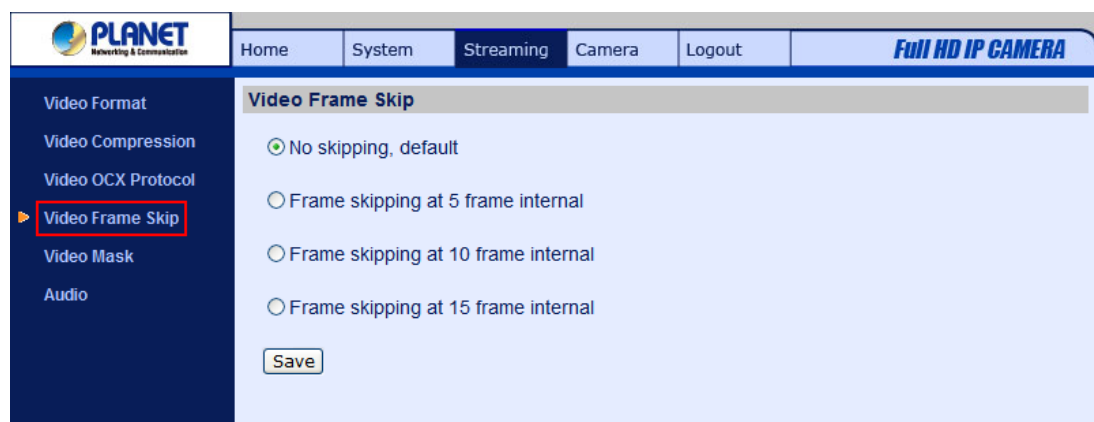 PLANET
Networking & Communication
Home System Streaming Camera Logout Full HD IP CAMERA
Video Format
Video Compression
Video OCX Protocol
Video Frame Skip
Video Mask
Audio
Video Frame Skip
No skipping, default
Frame skipping at 5 frame internal
Frame skipping at 10 frame internal
Frame skipping at 15 frame internal
Save